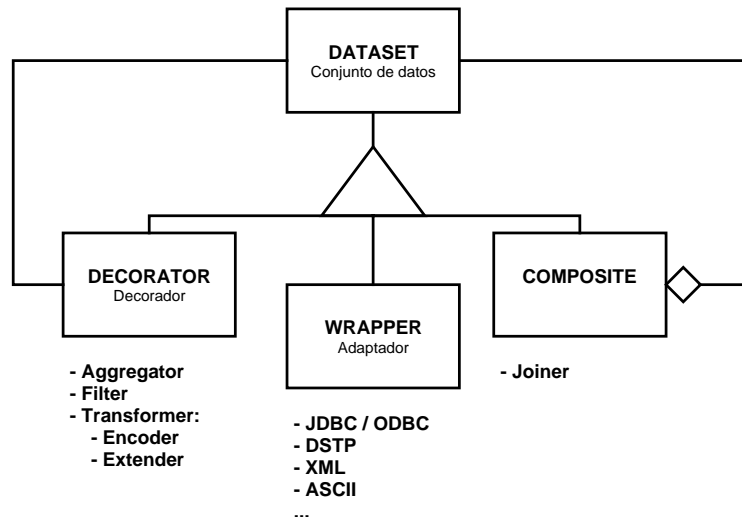 DATASET
Conjunto de datos
DECORATOR
Decorador
WRAPPER
Adaptador
COMPOSITE
- Aggregator
- Filter
- Transformer:
- Encoder
- Extender
- JDBC / ODBC
- DSTP
- XML
- ASCII
...
- Joiner